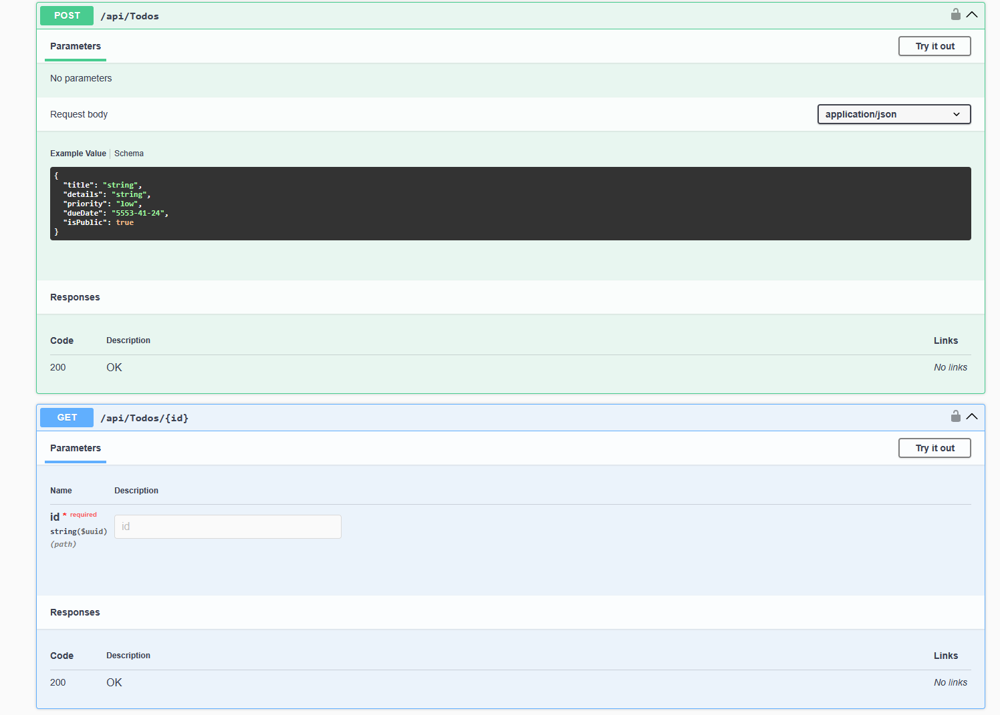 POST /api/Todos
Parameters Try it out
No parameters
Request body application/json
Example Value Schema
{
  "title": "string",
  "details": "string",
  "priority": "low",
  "dueDate": "5553-41-24",
  "isPublic": true
}
Responses
Code Description Links
200 OK No links
GET /api/Todos/{id}
Parameters Try it out
Name Description
id * required
id
string($uuid)
(path)
Responses
Code Description Links
200 OK No links